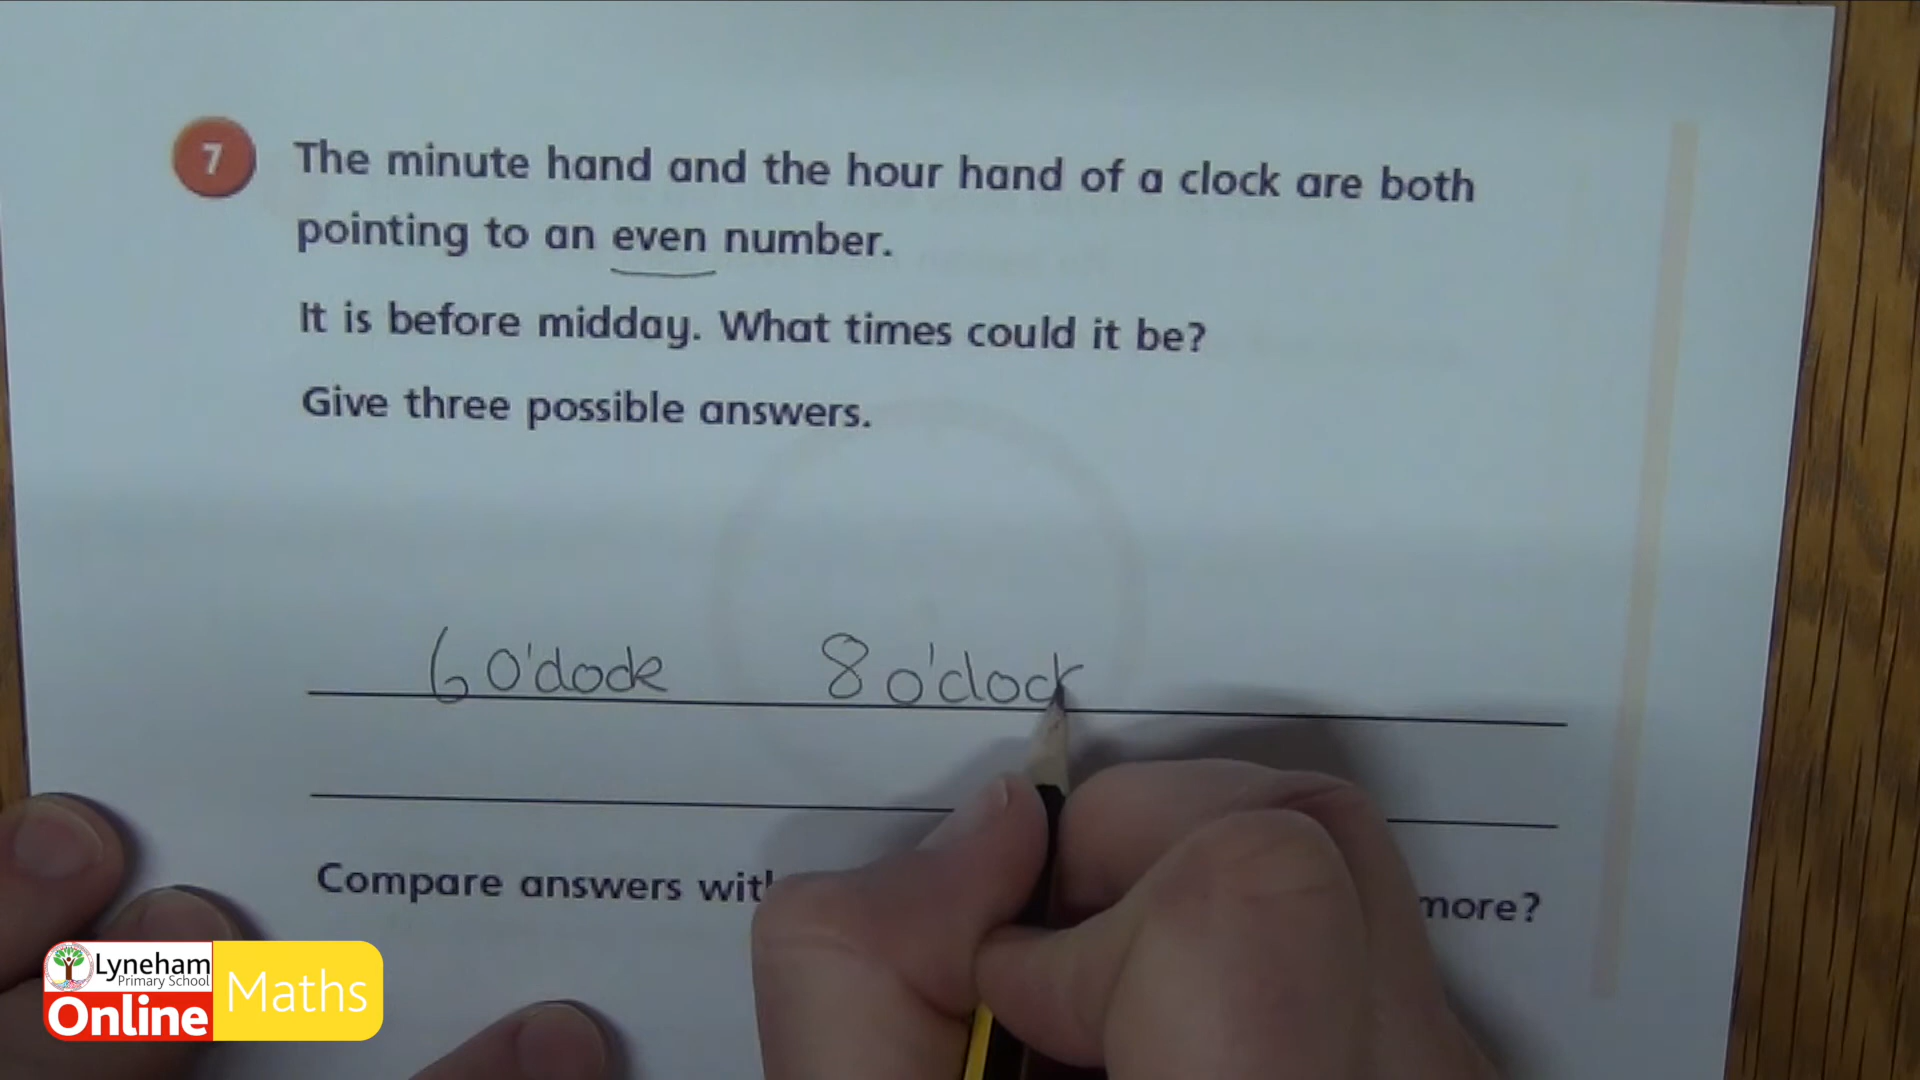 7 The minute hand and the hour hand of a clock are both
pointing to an even number.
It is before midday. What times could it be?
Give three possible answers.
6 O'clock 8 o'clock
Compare answers more?
Lyneham
Primary School
Online Maths